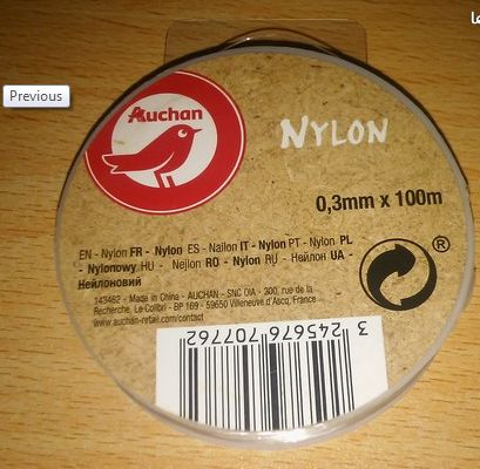 Previous
Auchan
NYLON
0,3mm x 100m
EN - Nylon FR - Nylon ES - Nailon IT - Nylon PT - Nylon PL
- Nylonowy HU - Nejlon RO - Nylon RU - Нейлон UA -
Нейлоновий
143462 - Made in China - AUCHAN - SNC OIA - 300, rue de la
Recherche, Le Colibri - BP 169 - 59650 Villeneuve d'Ascq, France
www.auchan-retail.com/contact
®
3 245676 707762